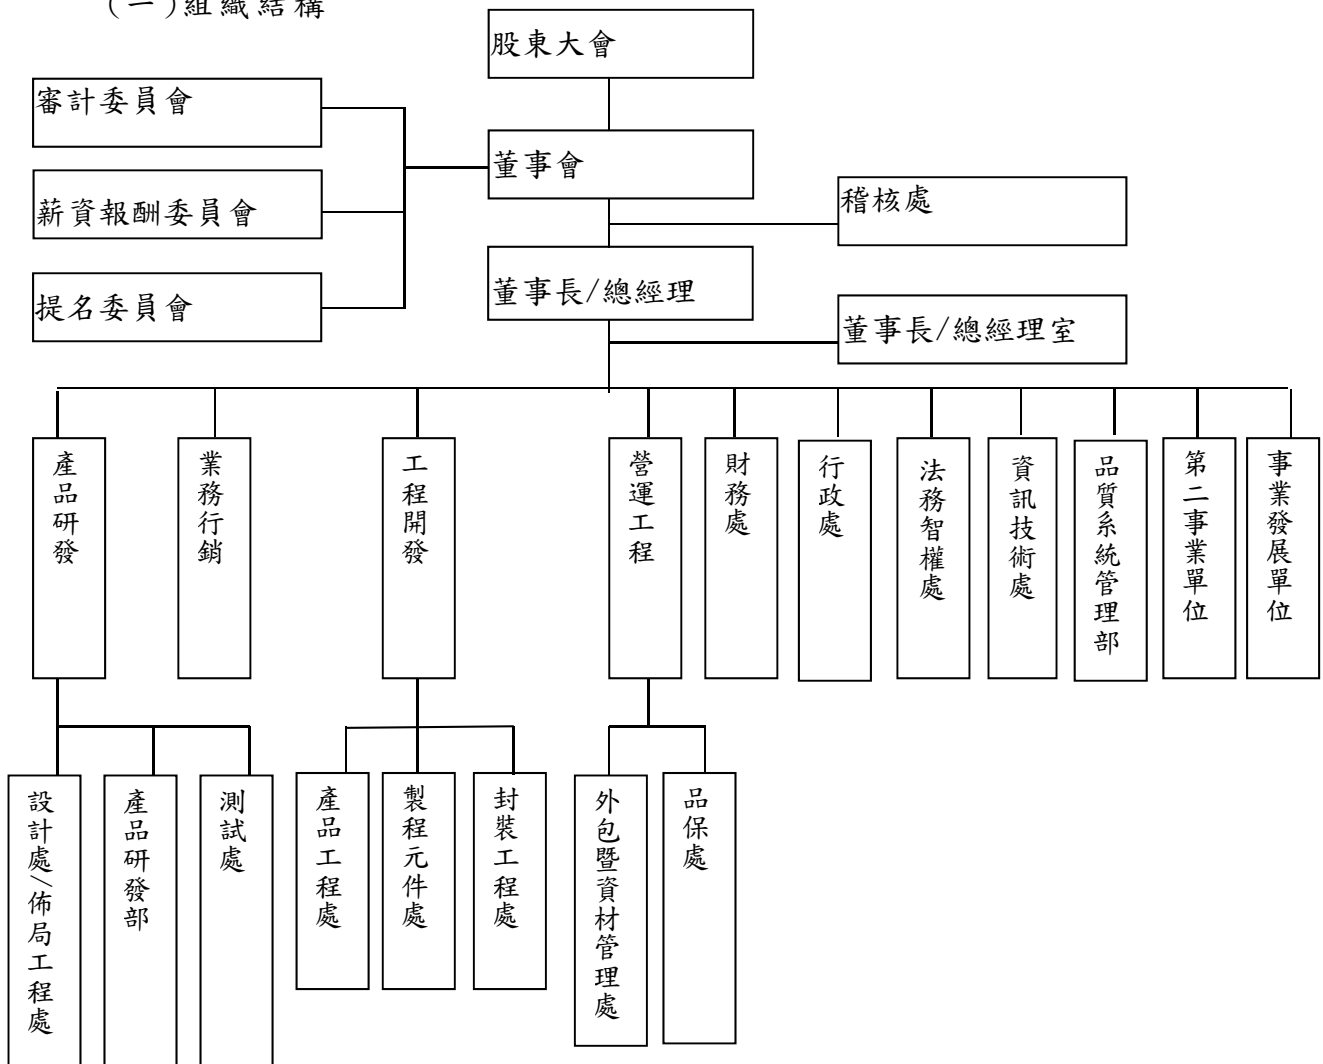 (一)組織結構
股東大會
審計委員會
董事會
薪資報酬委員會
稽核處
提名委員會
董事長/總經理
董事長/總經理室
產品研發
業務行銷
工程開發
營運工程
財務處
行政處
法務智權處
資訊技術處
品質系統管理部
第二事業單位
事業發展單位
設計處/佈局工程處
產品研發部
測試處
產品工程處
製程元件處
封裝工程處
外包暨資材管理處
品保處